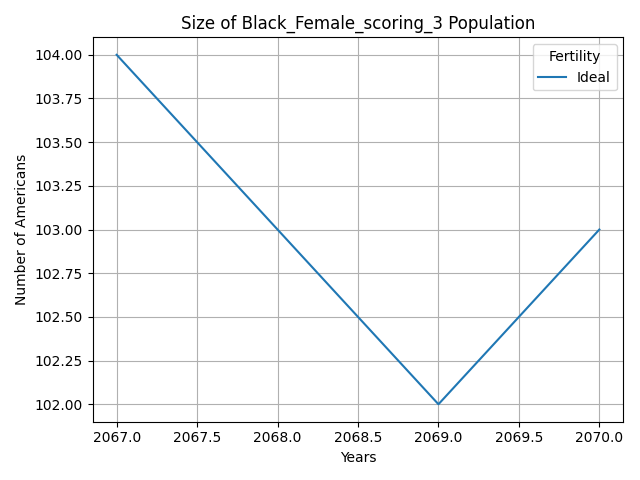 Size of Black_Female_scoring_3 Population
Fertility
Ideal
Number of Americans
104.00
103.75
103.50
103.25
103.00
102.75
102.50
102.25
102.00
2067.0 2067.5 2068.0 2068.5 2069.0 2069.5 2070.0
Years